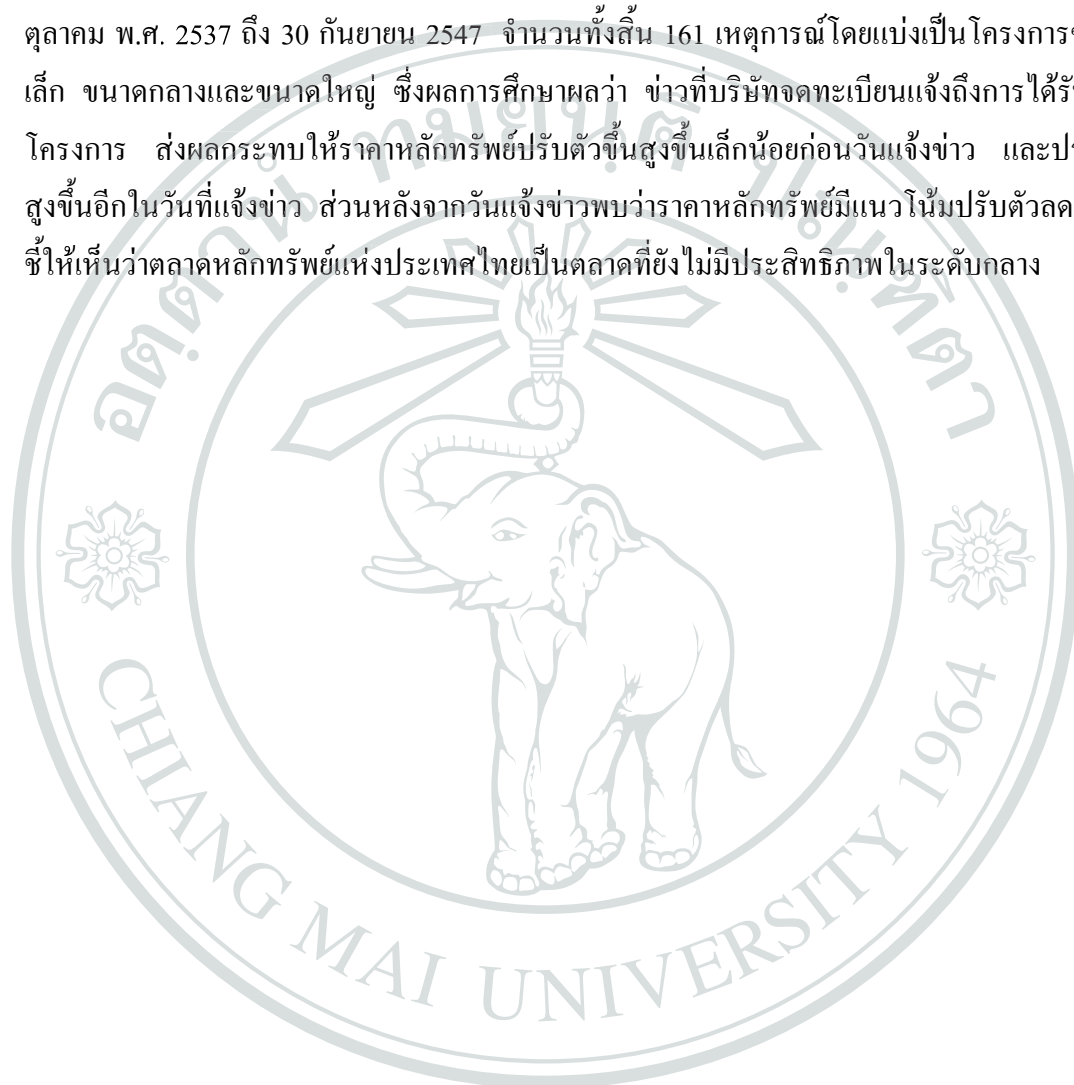 ตุลาคม พ.ศ. 2537 ถึง 30 กันยายน 2547 จำนวนทั้งสิ้น 161 เหตุการณ์โดยแบ่งเป็นโครงการ
เล็ก ขนาดกลางและขนาดใหญ่ ซึ่งผลการศึกษาผลว่า ข่าวที่บริษัทจดทะเบียนแจ้งถึงการได้รั
โครงการ ส่งผลกระทบให้ราคาหลักทรัพย์ปรับตัวขึ้นสูงขึ้นเล็กน้อยก่อนวันแจ้งข่าว และป
สูงขึ้นอีกในวันที่แจ้งข่าว ส่วนหลังจากวันแจ้งข่าวพบว่าราคาหลักทรัพย์มีแนวโน้มปรับตัวลด
ชี้ให้เห็นว่าตลาดหลักทรัพย์แห่งประเทศไทยเป็นตลาดที่ยังไม่มีประสิทธิภาพในระดับกลาง
อตฺตานํ ทมยนฺติ ปณฺฑิตา
CHIANG MAI UNIVERSITY 1964